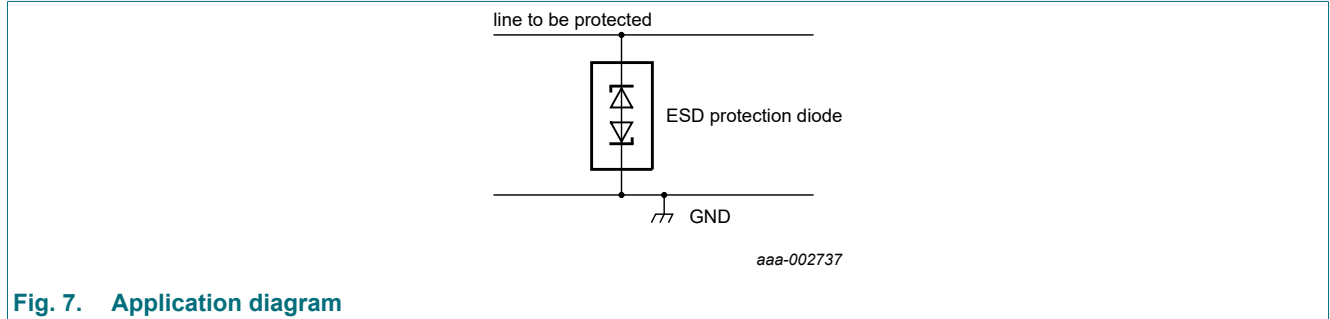 line to be protected
ESD protection diode
GND
aaa-002737
Fig. 7. Application diagram